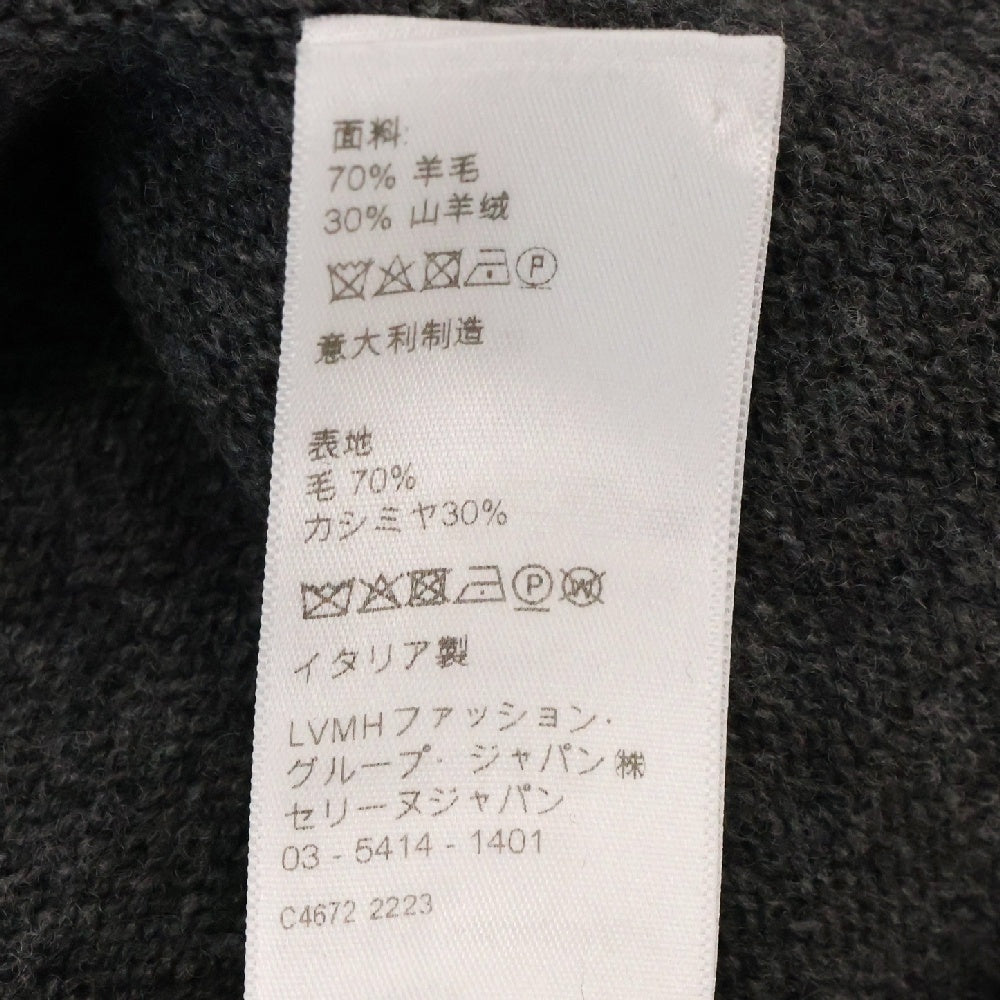 面料:
70% 羊毛
30% 山羊绒
P
意大利制造
表地
毛 70%
カシミヤ30%
P W
イタリア製
LVMHファッション・
グループ・ジャパン㈱
セリーヌジャパン
03 - 5414 - 1401
C4672 2223